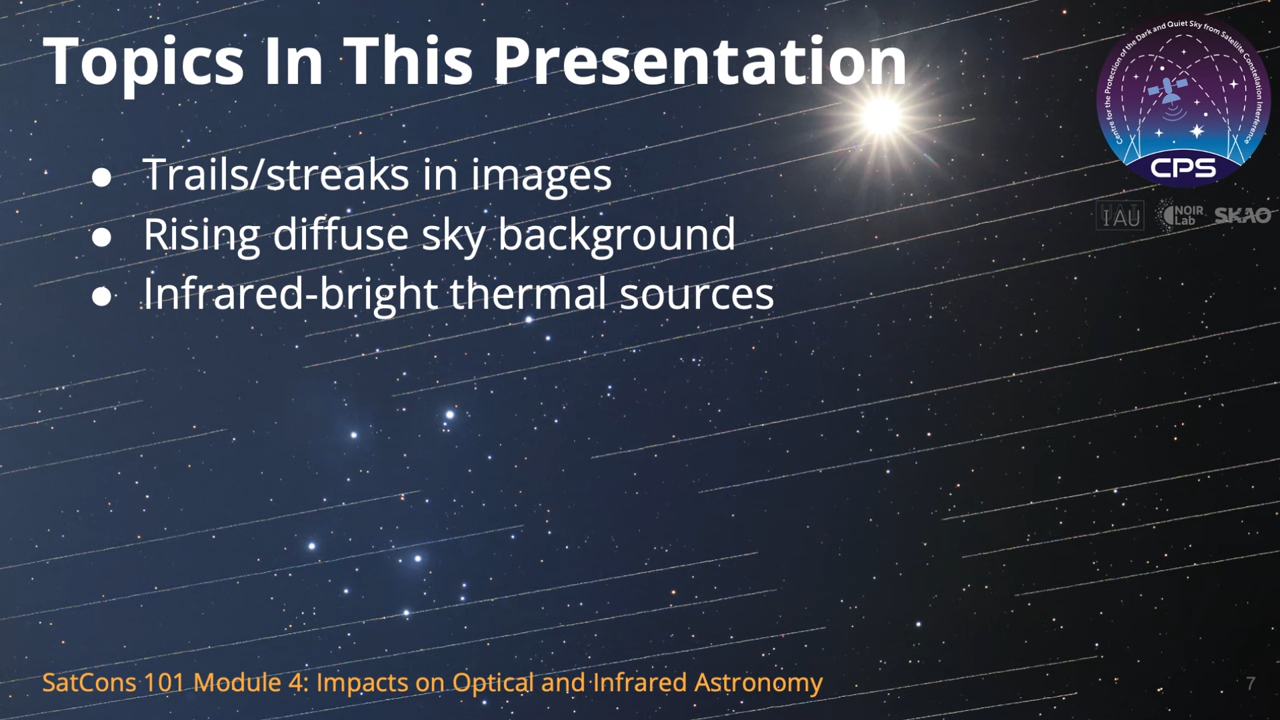 Topics In This Presentation
Centre for the Protection of the Dark and Quiet Sky from Satellite Constellation Interference
CPS
IAU
NOIR
Lab
SKAO
● Trails/streaks in images
● Rising diffuse sky background
● Infrared-bright thermal sources
SatCons 101 Module 4: Impacts on Optical and Infrared Astronomy
7